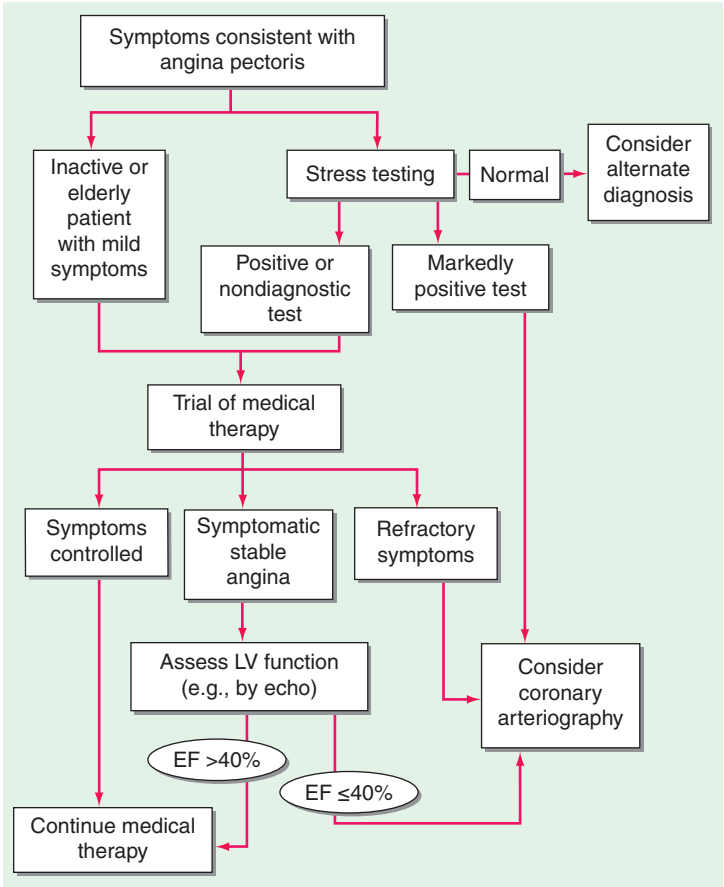 Symptoms consistent with
angina pectoris
Inactive or
elderly
patient
with mild
symptoms
Stress testing
Normal
Consider
alternate
diagnosis
Positive or
nondiagnostic
test
Markedly
positive test
Trial of medical
therapy
Symptoms
controlled
Symptomatic
stable
angina
Refractory
symptoms
Assess LV function
(e.g., by echo)
Consider
coronary
arteriography
EF >40%
EF ≤40%
Continue medical
therapy